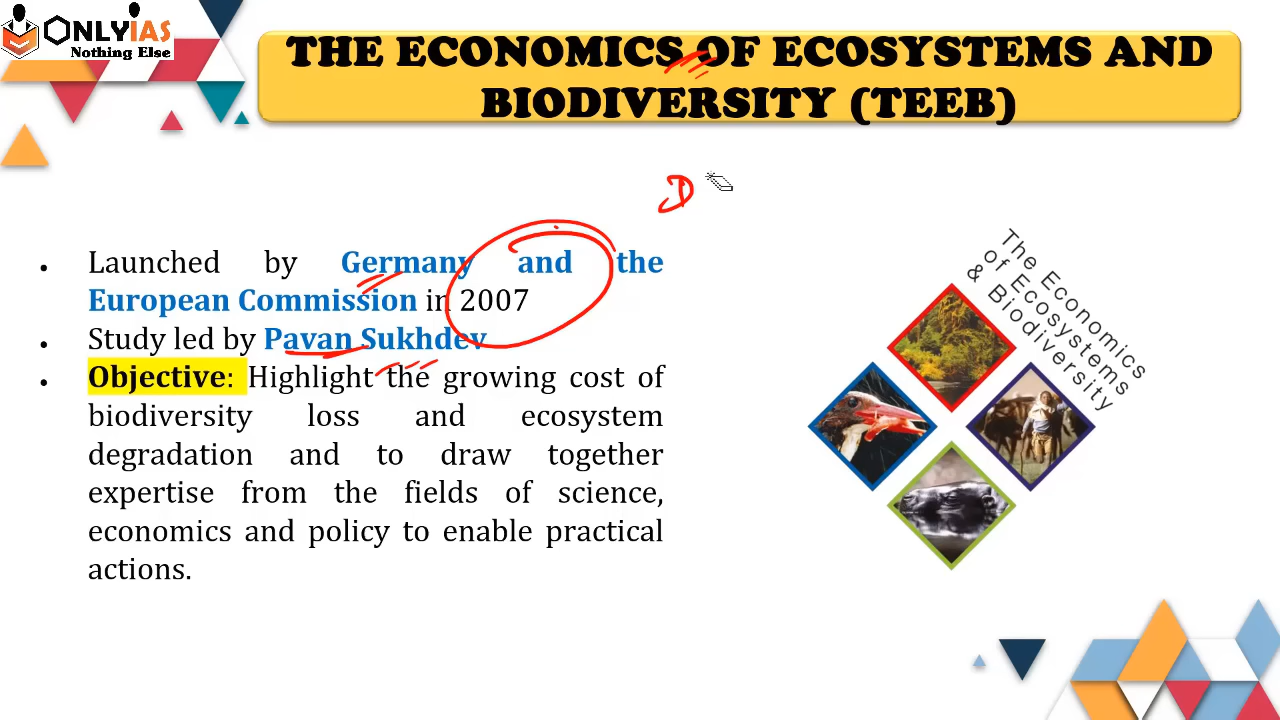 ONLYIAS
Nothing Else
THE ECONOMICS OF ECOSYSTEMS AND
BIODIVERSITY (TEEB)
• Launched by Germany and the
European Commission in 2007
• Study led by Pavan Sukhdev
• Objective: Highlight the growing cost of
biodiversity loss and ecosystem
degradation and to draw together
expertise from the fields of science,
economics and policy to enable practical
actions.
The Economics
of Ecosystems
& Biodiversity